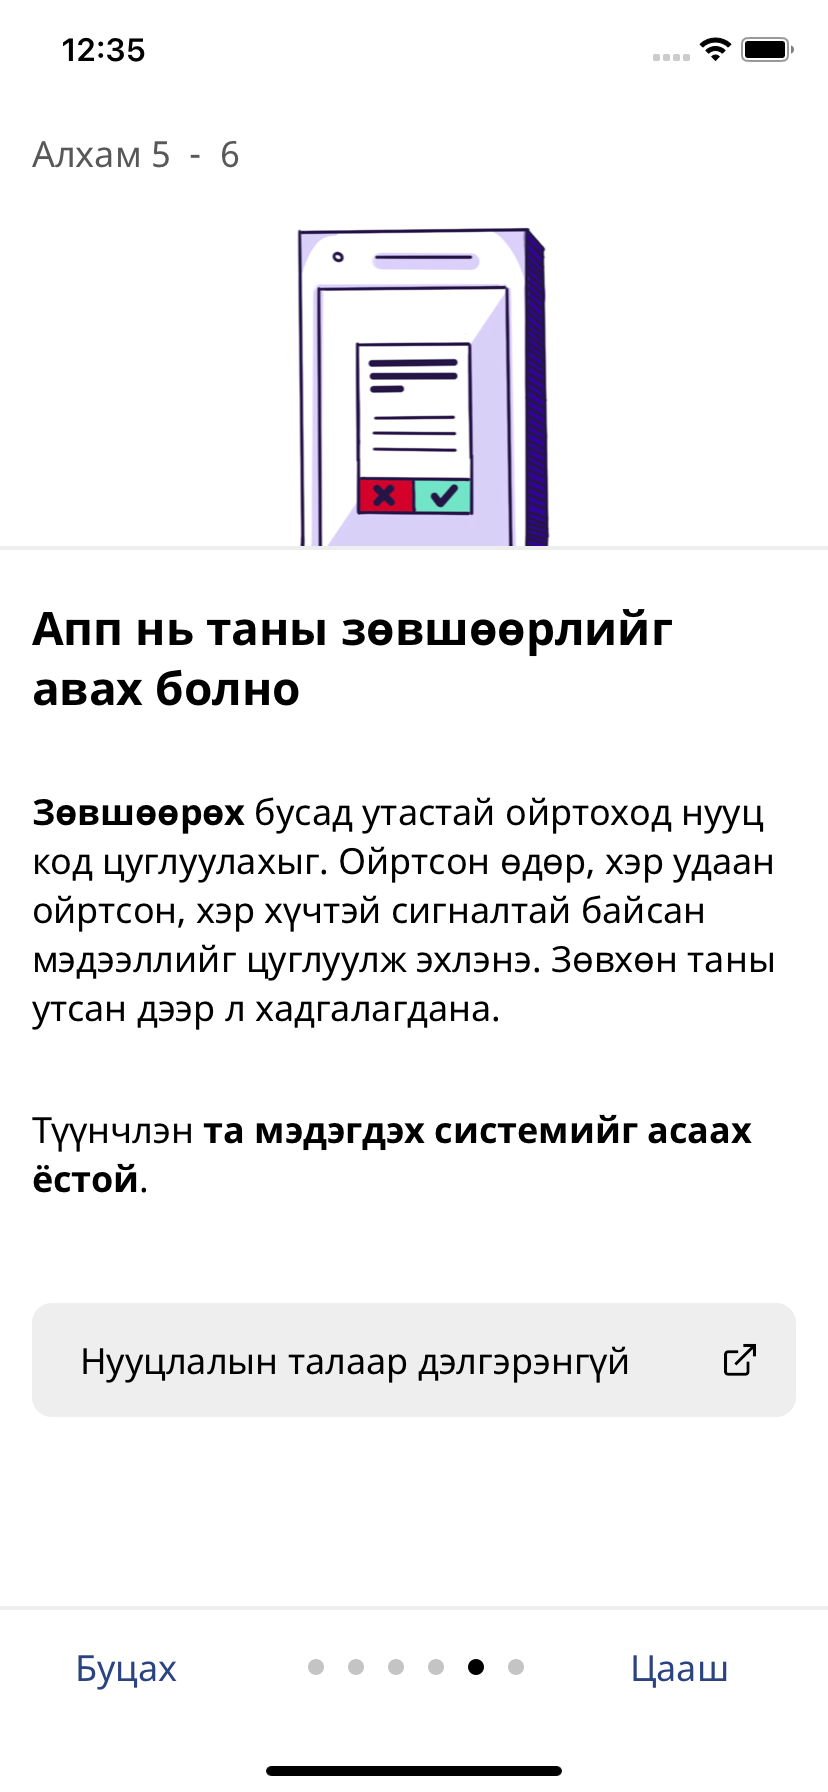 12:35
Алхам 5 - 6
Апп нь таны зөвшөөрлийг
авах болно
Зөвшөөрөх бусад утастай ойртоход нууц
код цуглуулахыг. Ойртсон өдөр, хэр удаан
ойртсон, хэр хүчтэй сигналтай байсан
мэдээллийг цуглуулж эхлэнэ. Зөвхөн таны
утсан дээр л хадгалагдана.
Түүнчлэн та мэдэгдэх системийг асаах
ёстой.
Нууцлалын талаар дэлгэрэнгүй
Буцах
Цааш